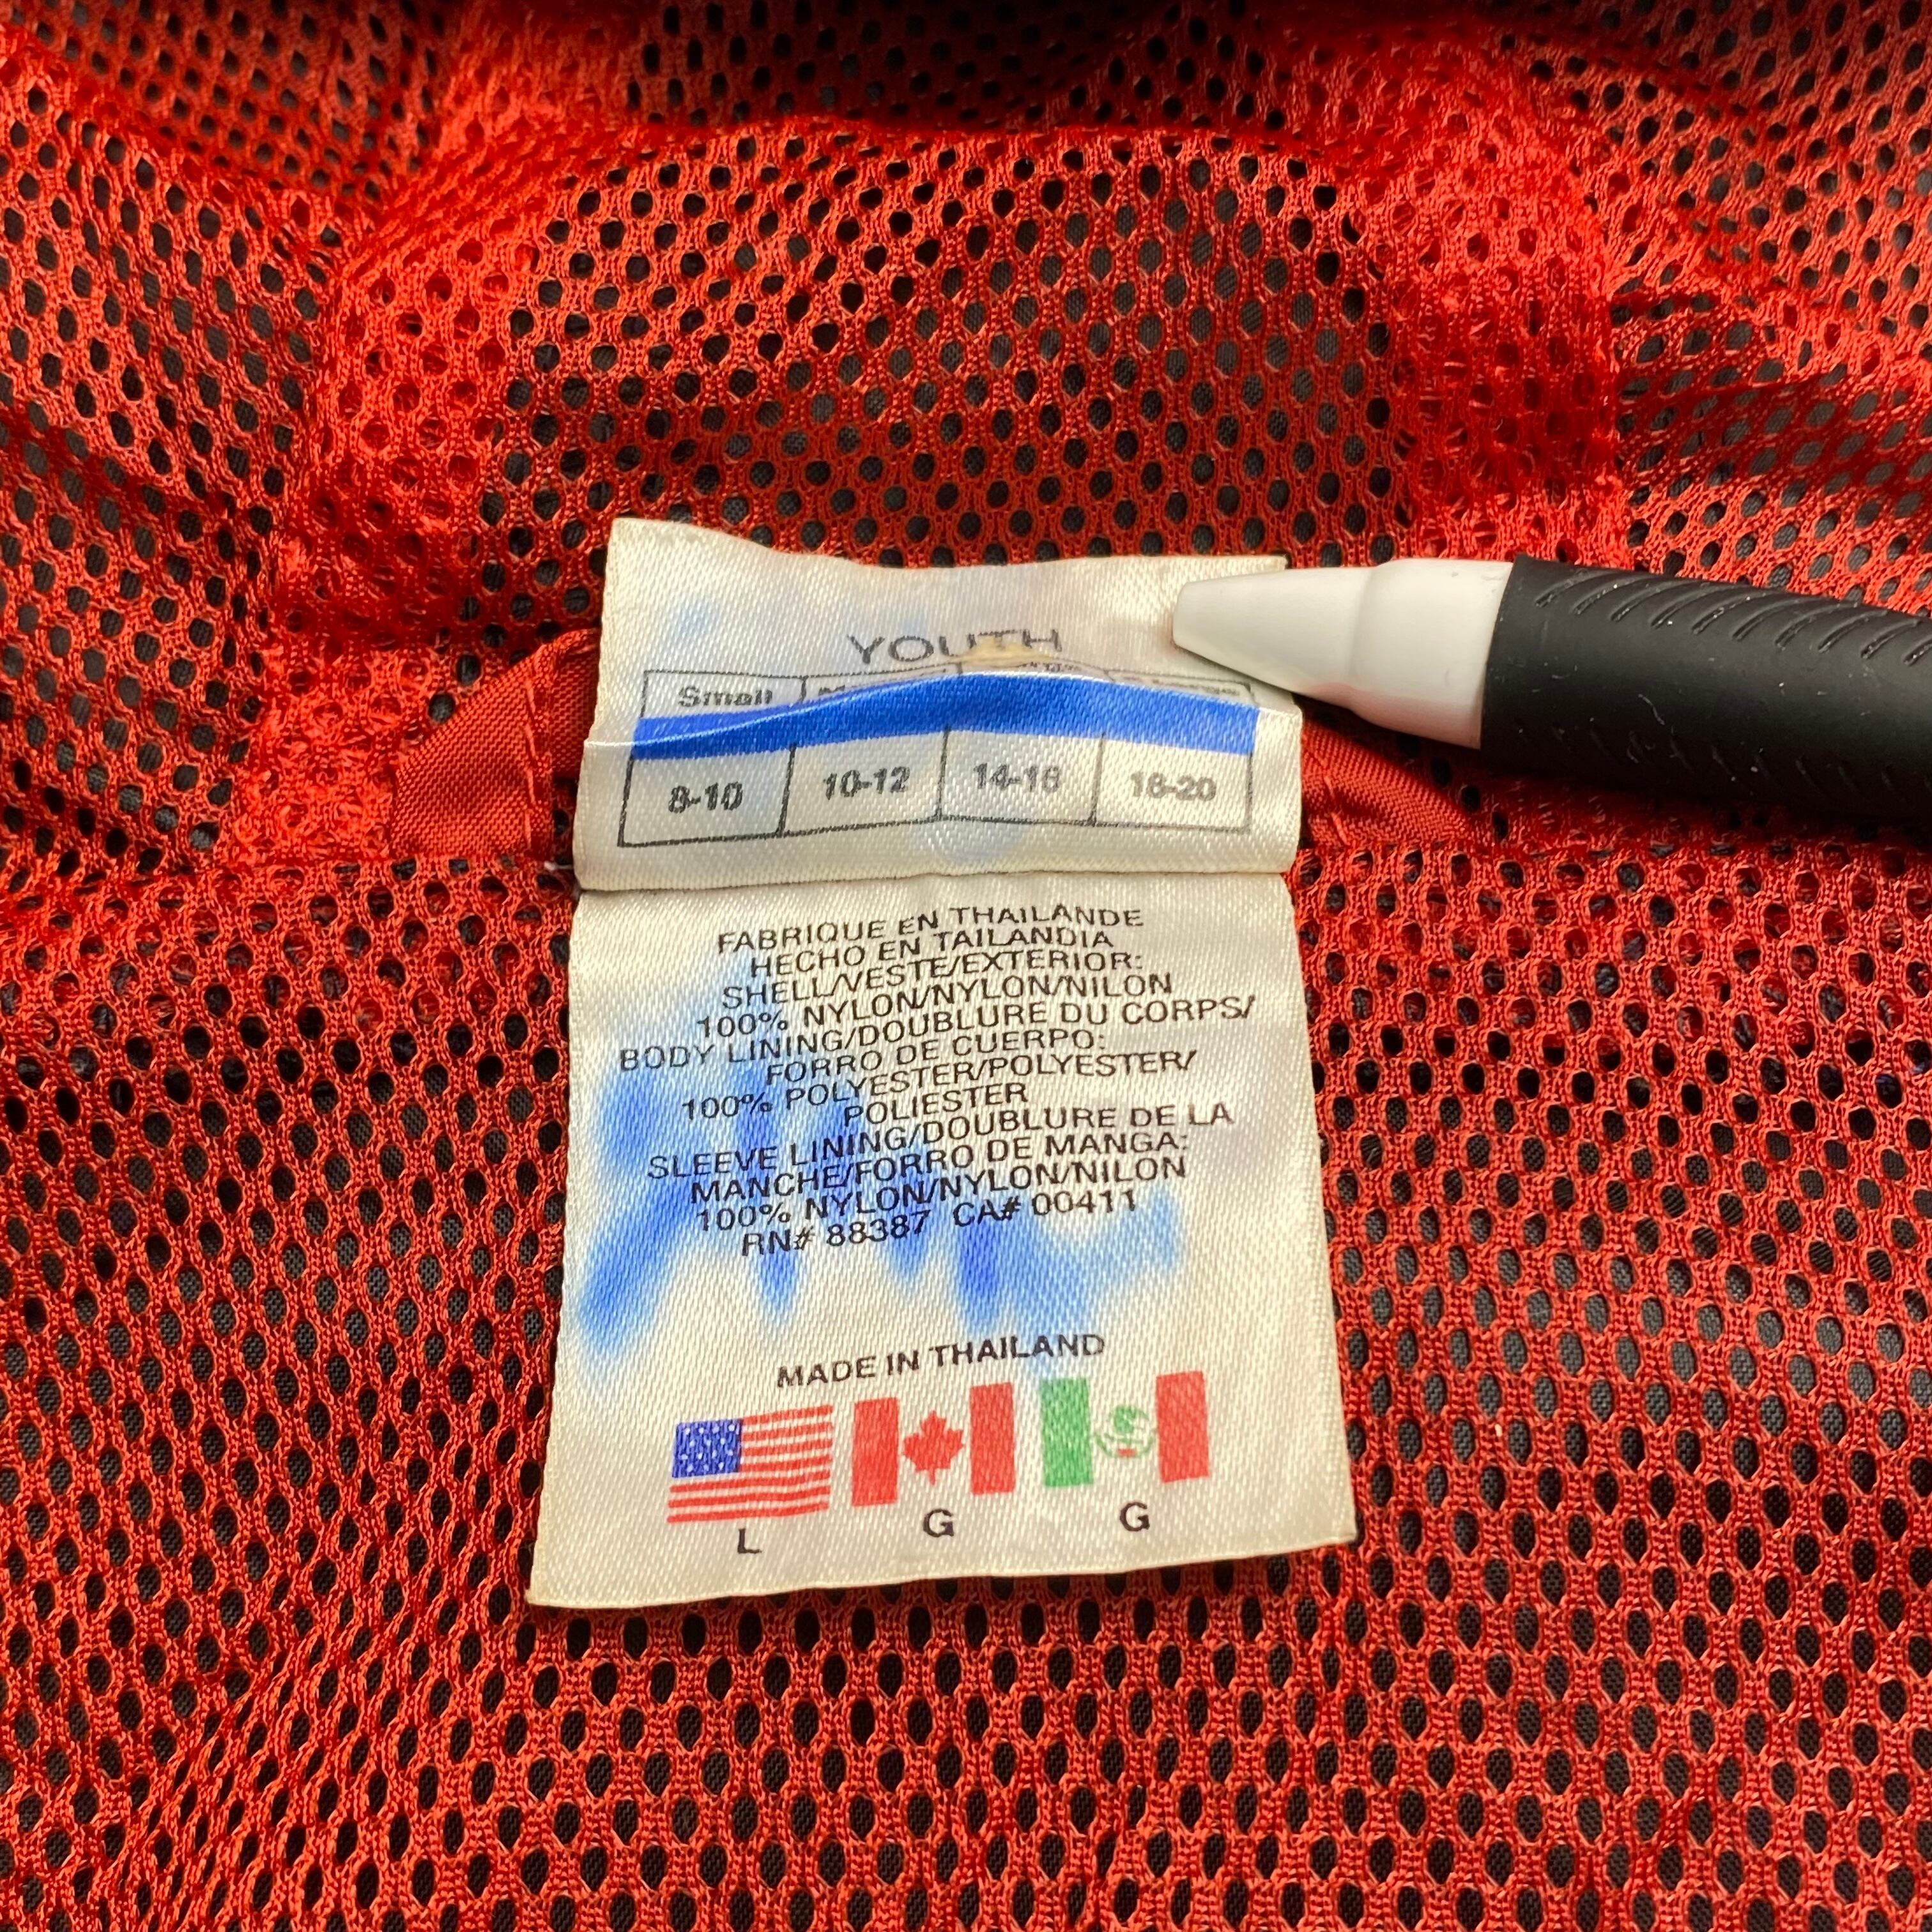 YOUTH
Small
8-10 10-12 14-16 18-20
FABRIQUE EN THAILANDE
HECHO EN TAILANDIA
SHELL/VESTE/EXTERIOR:
100% NYLON/NYLON/NILON
BODY LINING/DOUBLURE DU CORPS/
FORRO DE CUERPO:
100% POLYESTER/POLYESTER/
POLIESTER
SLEEVE LINING/DOUBLURE DE LA
MANCHE/FORRO DE MANGA:
100% NYLON/NYLON/NILON
RN# 88387 CA# 00411
MADE IN THAILAND
L G G